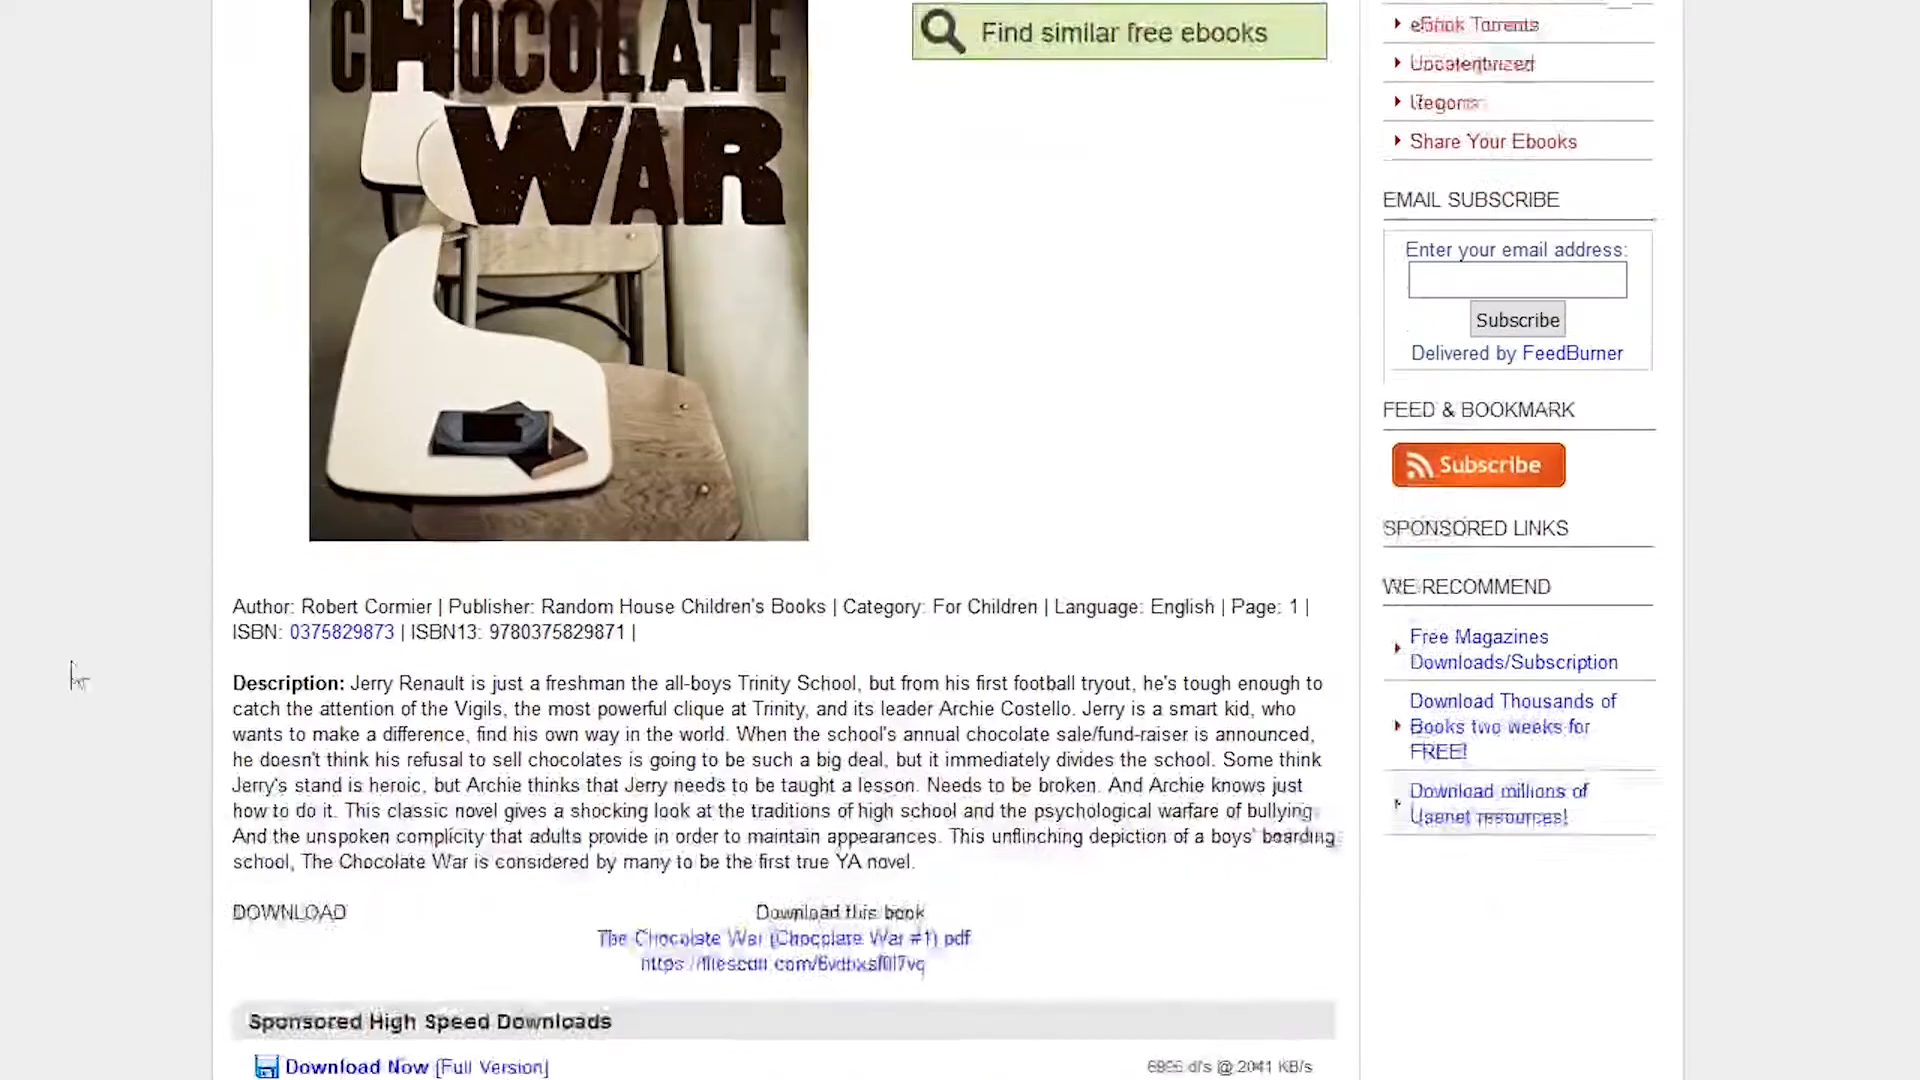 CHOCOLATE
WAR
Find similar free ebooks
Share Your Ebooks
EMAIL SUBSCRIBE
Enter your email address:
Subscribe
Delivered by FeedBurner
FEED & BOOKMARK
Subscribe
SPONSORED LINKS
WE RECOMMEND
Free Magazines
Downloads/Subscription
Download Thousands of
Books two weeks for
FREE!
Download millions of
Usenet resources!
Author: Robert Cormier | Publisher: Random House Children's Books | Category: For Children | Language: English | Page: 1 |
ISBN: 0375829873 | ISBN13: 9780375829871 |
Description: Jerry Renault is just a freshman the all-boys Trinity School, but from his first football tryout, he's tough enough to
catch the attention of the Vigils, the most powerful clique at Trinity, and its leader Archie Costello. Jerry is a smart kid, who
wants to make a difference, find his own way in the world. When the school's annual chocolate sale/fund-raiser is announced,
he doesn't think his refusal to sell chocolates is going to be such a big deal, but it immediately divides the school. Some think
Jerry's stand is heroic, but Archie thinks that Jerry needs to be taught a lesson. Needs to be broken. And Archie knows just
how to do it. This classic novel gives a shocking look at the traditions of high school and the psychological warfare of bullying.
And the unspoken complicity that adults provide in order to maintain appearances. This unflinching depiction of a boys' boarding
school, The Chocolate War is considered by many to be the first true YA novel.
DOWNLOAD
Download this book
The Chocolate War (Chocolate War #1).pdf
Sponsored High Speed Downloads
Download Now [Full Version]
dl's @ 2041 KB/s